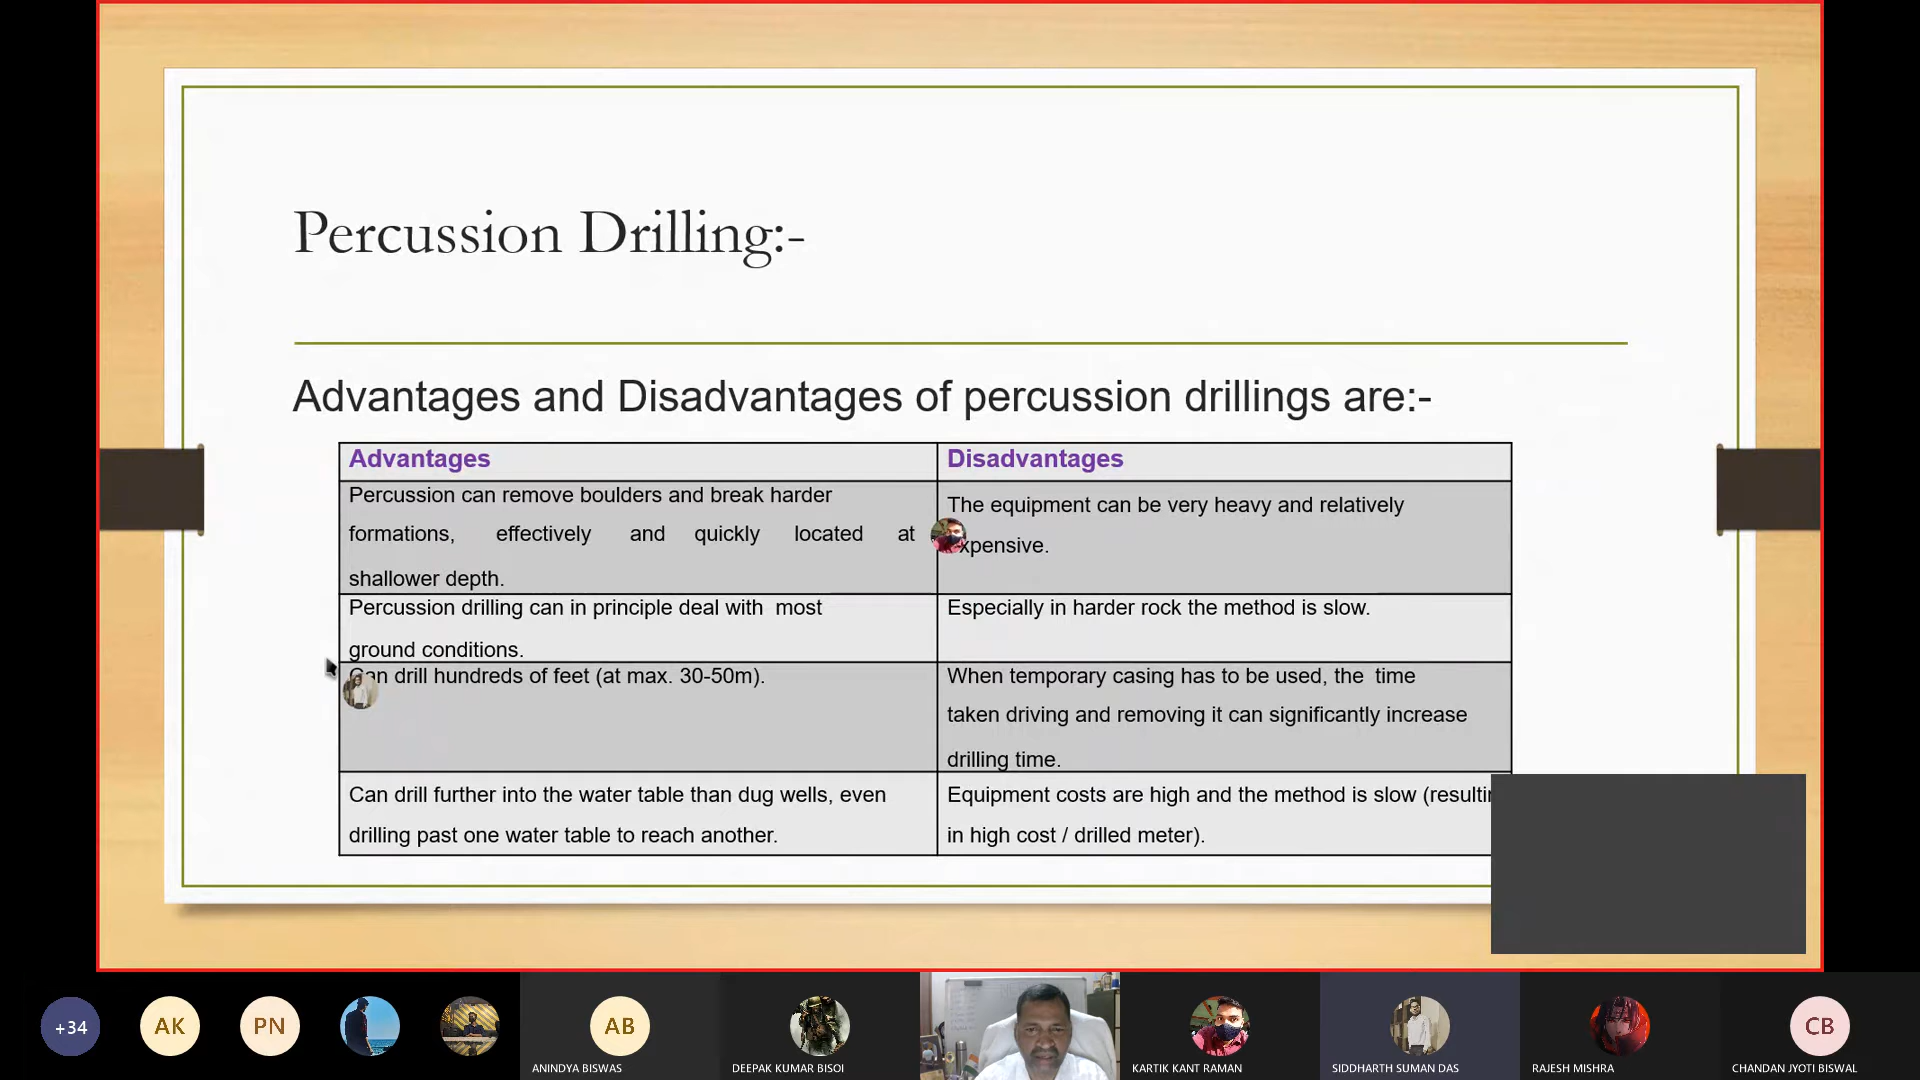 Percussion Drilling:-
Advantages and Disadvantages of percussion drillings are:-
Advantages
Disadvantages
Percussion can remove boulders and break harder
formations, effectively and quickly located at
shallower depth.
The equipment can be very heavy and relatively
xpensive.
Percussion drilling can in principle deal with most
ground conditions.
Especially in harder rock the method is slow.
Can drill hundreds of feet (at max. 30-50m).
When temporary casing has to be used, the time
taken driving and removing it can significantly increase
drilling time.
Can drill further into the water table than dug wells, even
drilling past one water table to reach another.
Equipment costs are high and the method is slow (resultin
in high cost / drilled meter).
+34
AK
PN
AB
CB
ANINDYA BISWAS
DEEPAK KUMAR BISOI
KARTIK KANT RAMAN
SIDDHARTH SUMAN DAS
RAJESH MISHRA
CHANDAN JYOTI BISWAL